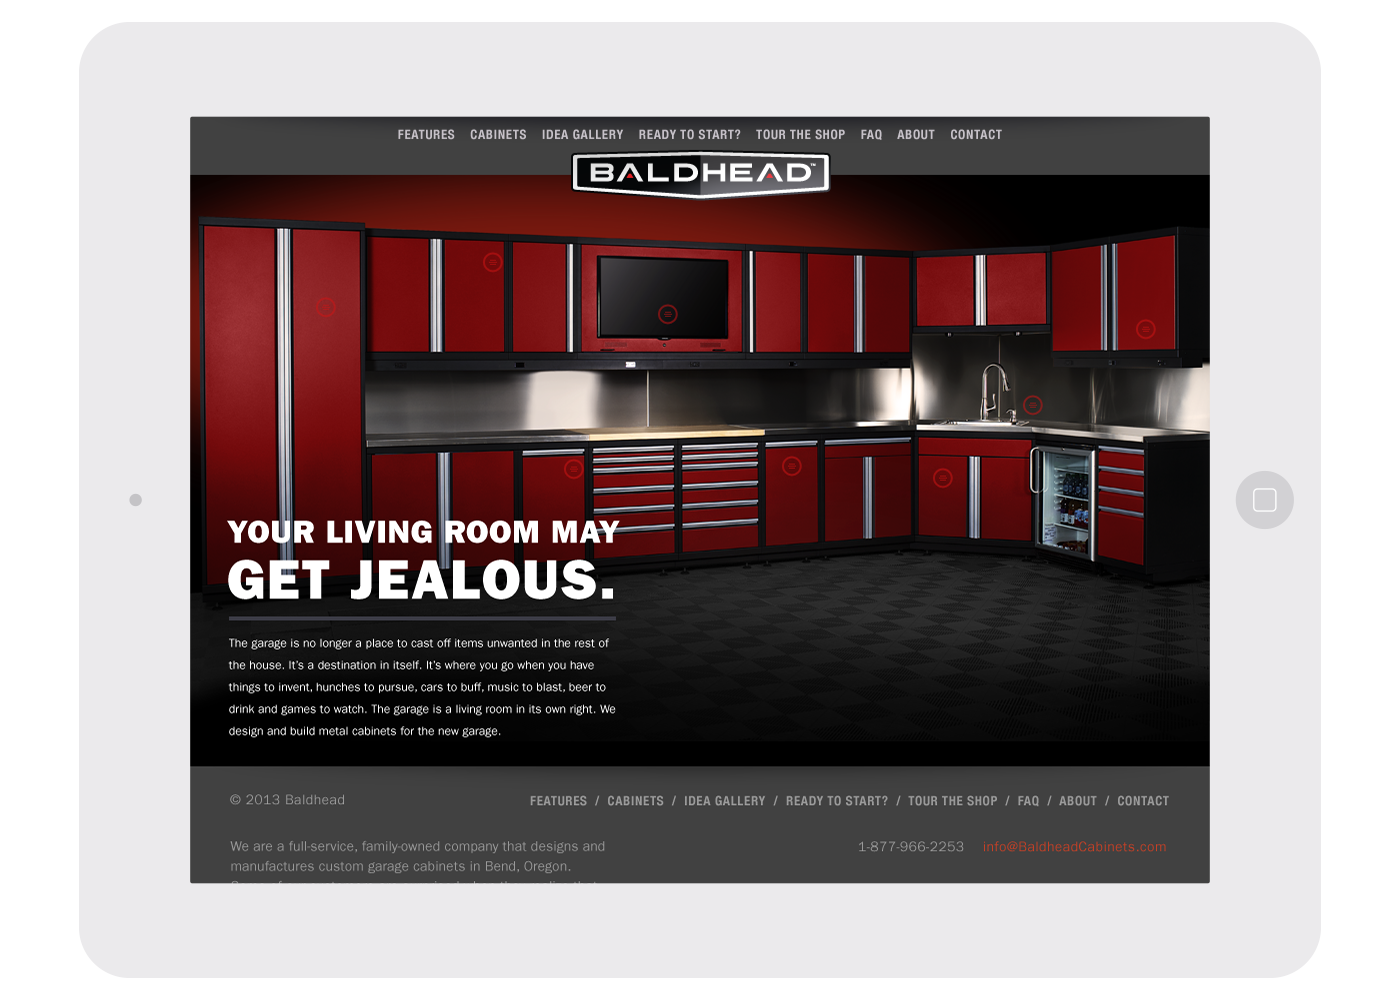 FEATURES CABINETS IDEA GALLERY READY TO START? TOUR THE SHOP FAQ ABOUT CONTACT
BALDHEAD™
YOUR LIVING ROOM MAY
GET JEALOUS.
The garage is no longer a place to cast off items unwanted in the rest of
the house. It's a destination in itself. It's where you go when you have
things to invent, hunches to pursue, cars to buff, music to blast, beer to
drink and games to watch. The garage is a living room in its own right. We
design and build metal cabinets for the new garage.
© 2013 Baldhead
FEATURES / CABINETS / IDEA GALLERY / READY TO START? / TOUR THE SHOP / FAQ / ABOUT / CONTACT
We are a full-service, family-owned company that designs and
manufactures custom garage cabinets in Bend, Oregon.
1-877-966-2253 info@BaldheadCabinets.com